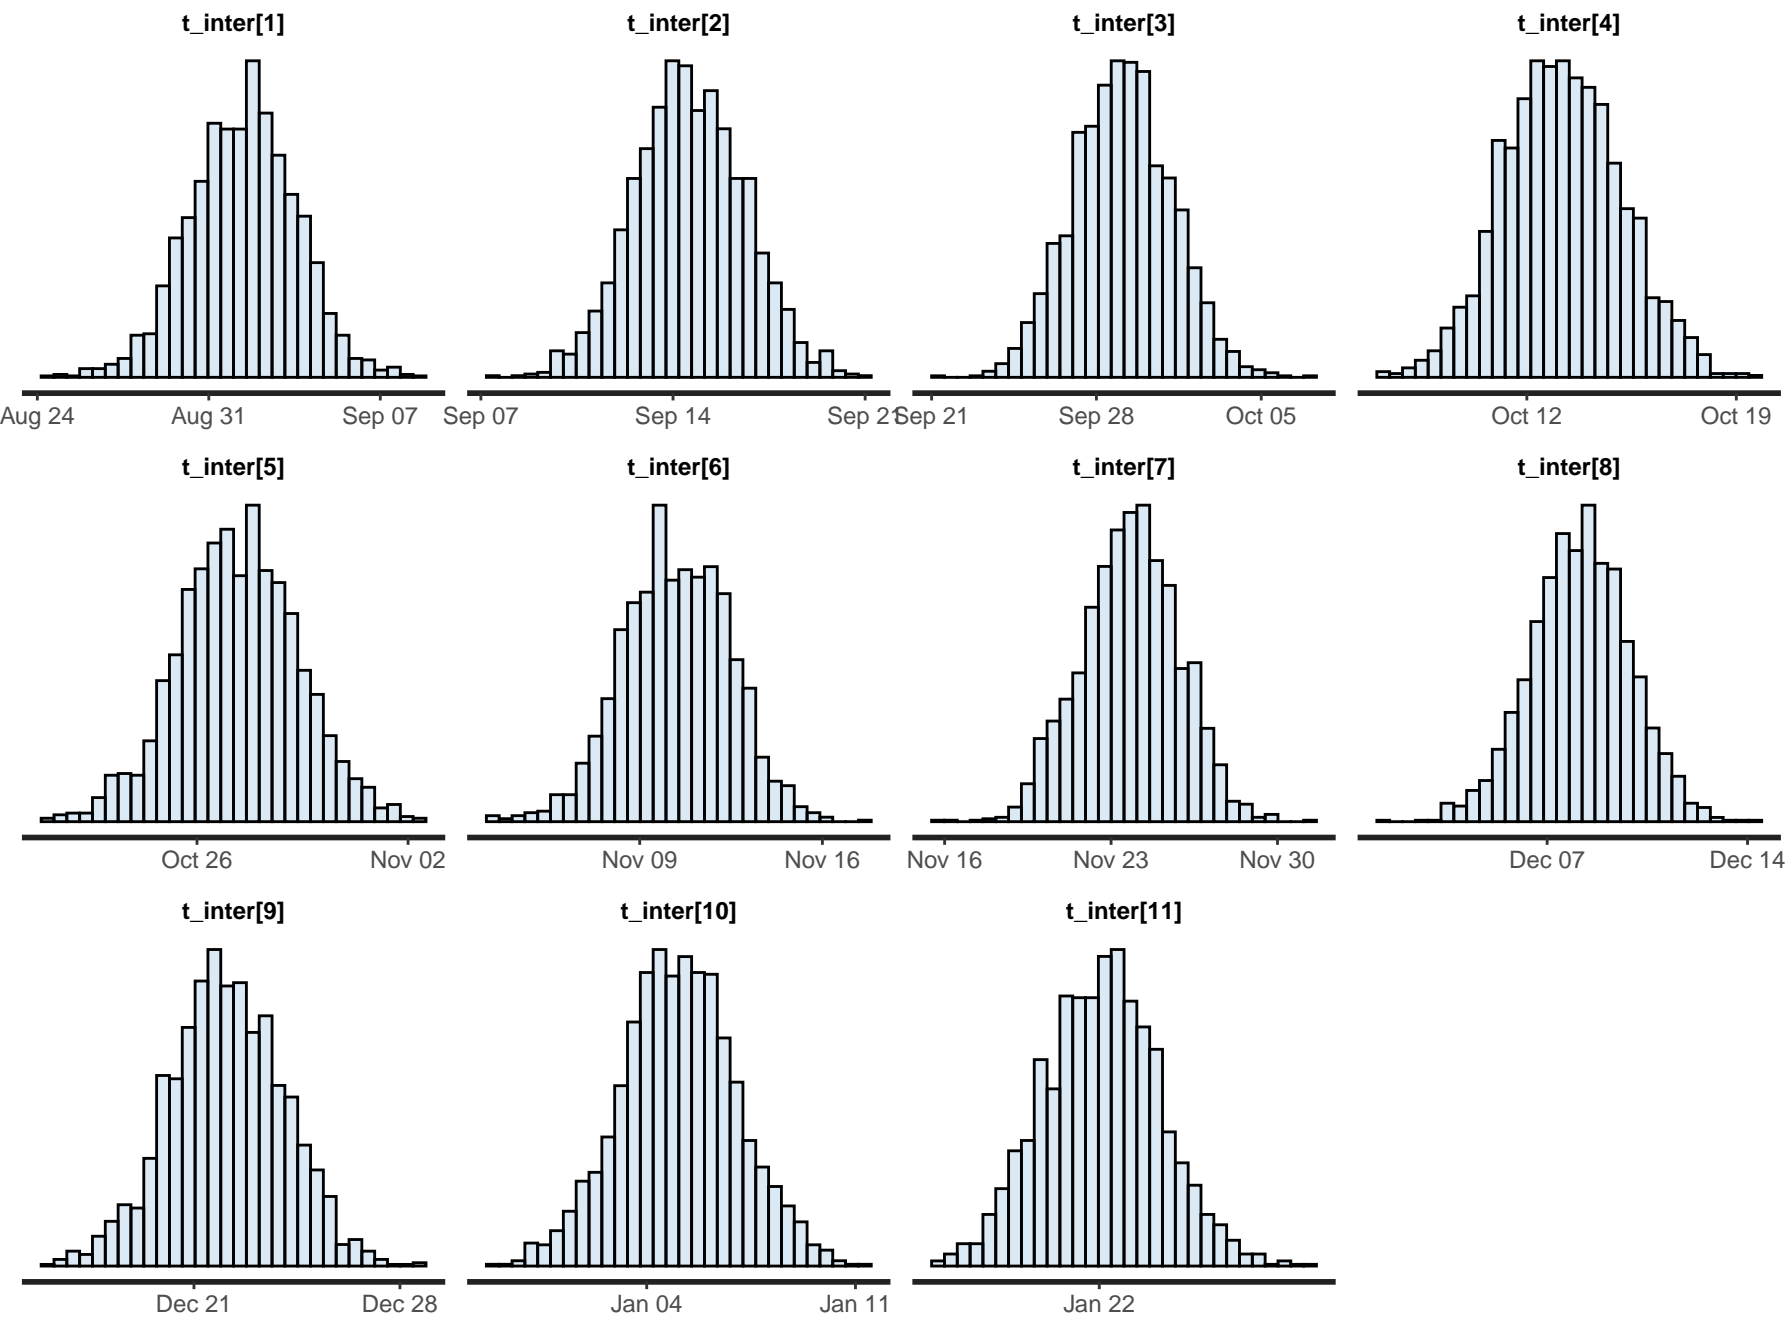 t_inter[1] t_inter[2] t_inter[3] t_inter[4]
Aug 24 Aug 31 Sep 07 Sep 07 Sep 14 Sep 21 Sep 21 Sep 28 Oct 05 Oct 12 Oct 19
t_inter[5] t_inter[6] t_inter[7] t_inter[8]
Oct 26 Nov 02 Nov 09 Nov 16 Nov 16 Nov 23 Nov 30 Dec 07 Dec 14
t_inter[9] t_inter[10] t_inter[11]
Dec 21 Dec 28 Jan 04 Jan 11 Jan 22